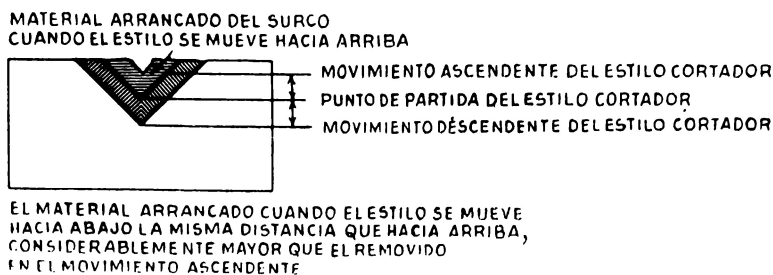 MATERIAL ARRANCADO DEL SURCO
CUANDO EL ESTILO SE MUEVE HACIA ARRIBA
MOVIMIENTO ASCENDENTE DEL ESTILO CORTADOR
PUNTO DE PARTIDA DEL ESTILO CORTADOR
MOVIMIENTO DESCENDENTE DEL ESTILO CORTADOR
EL MATERIAL ARRANCADO CUANDO EL ESTILO SE MUEVE
HACIA ABAJO LA MISMA DISTANCIA QUE HACIA ARRIBA,
CONSIDERABLEMENTE MAYOR QUE EL REMOVIDO
EN EL MOVIMIENTO ASCENDENTE